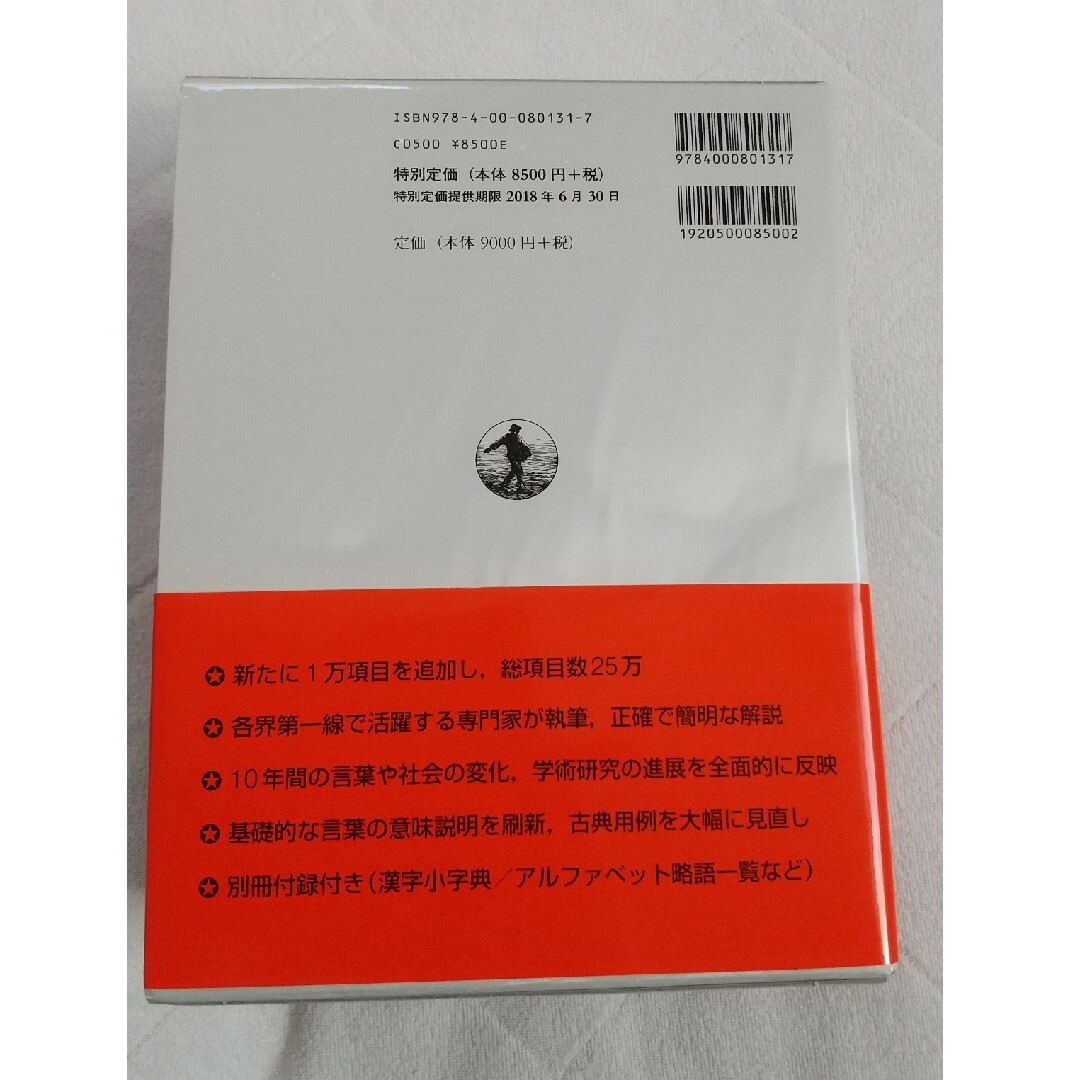 ISBN978-4-00-080131-7
C0500 ¥8500E
特別定価（本体 8500 円＋税）
特別定価提供期限 2018 年 6 月 30 日
定価（本体 9000 円＋税）
9784000801317
1920500085002
✪ 新たに1万項目を追加し，総項目数25万
✪ 各界第一線で活躍する専門家が執筆，正確で簡明な解説
✪ 10年間の言葉や社会の変化，学術研究の進展を全面的に反映
✪ 基礎的な言葉の意味説明を刷新，古典用例を大幅に見直し
✪ 別冊付録付き（漢字小字典／アルファベット略語一覧など）